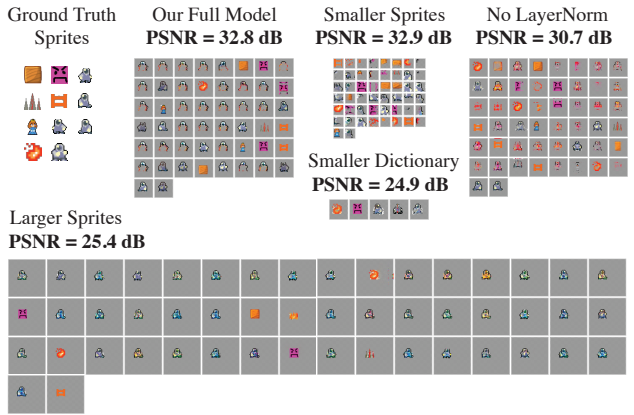 Ground Truth
Sprites
Our Full Model
PSNR = 32.8 dB
Smaller Sprites
PSNR = 32.9 dB
No LayerNorm
PSNR = 30.7 dB
Smaller Dictionary
PSNR = 24.9 dB
Larger Sprites
PSNR = 25.4 dB